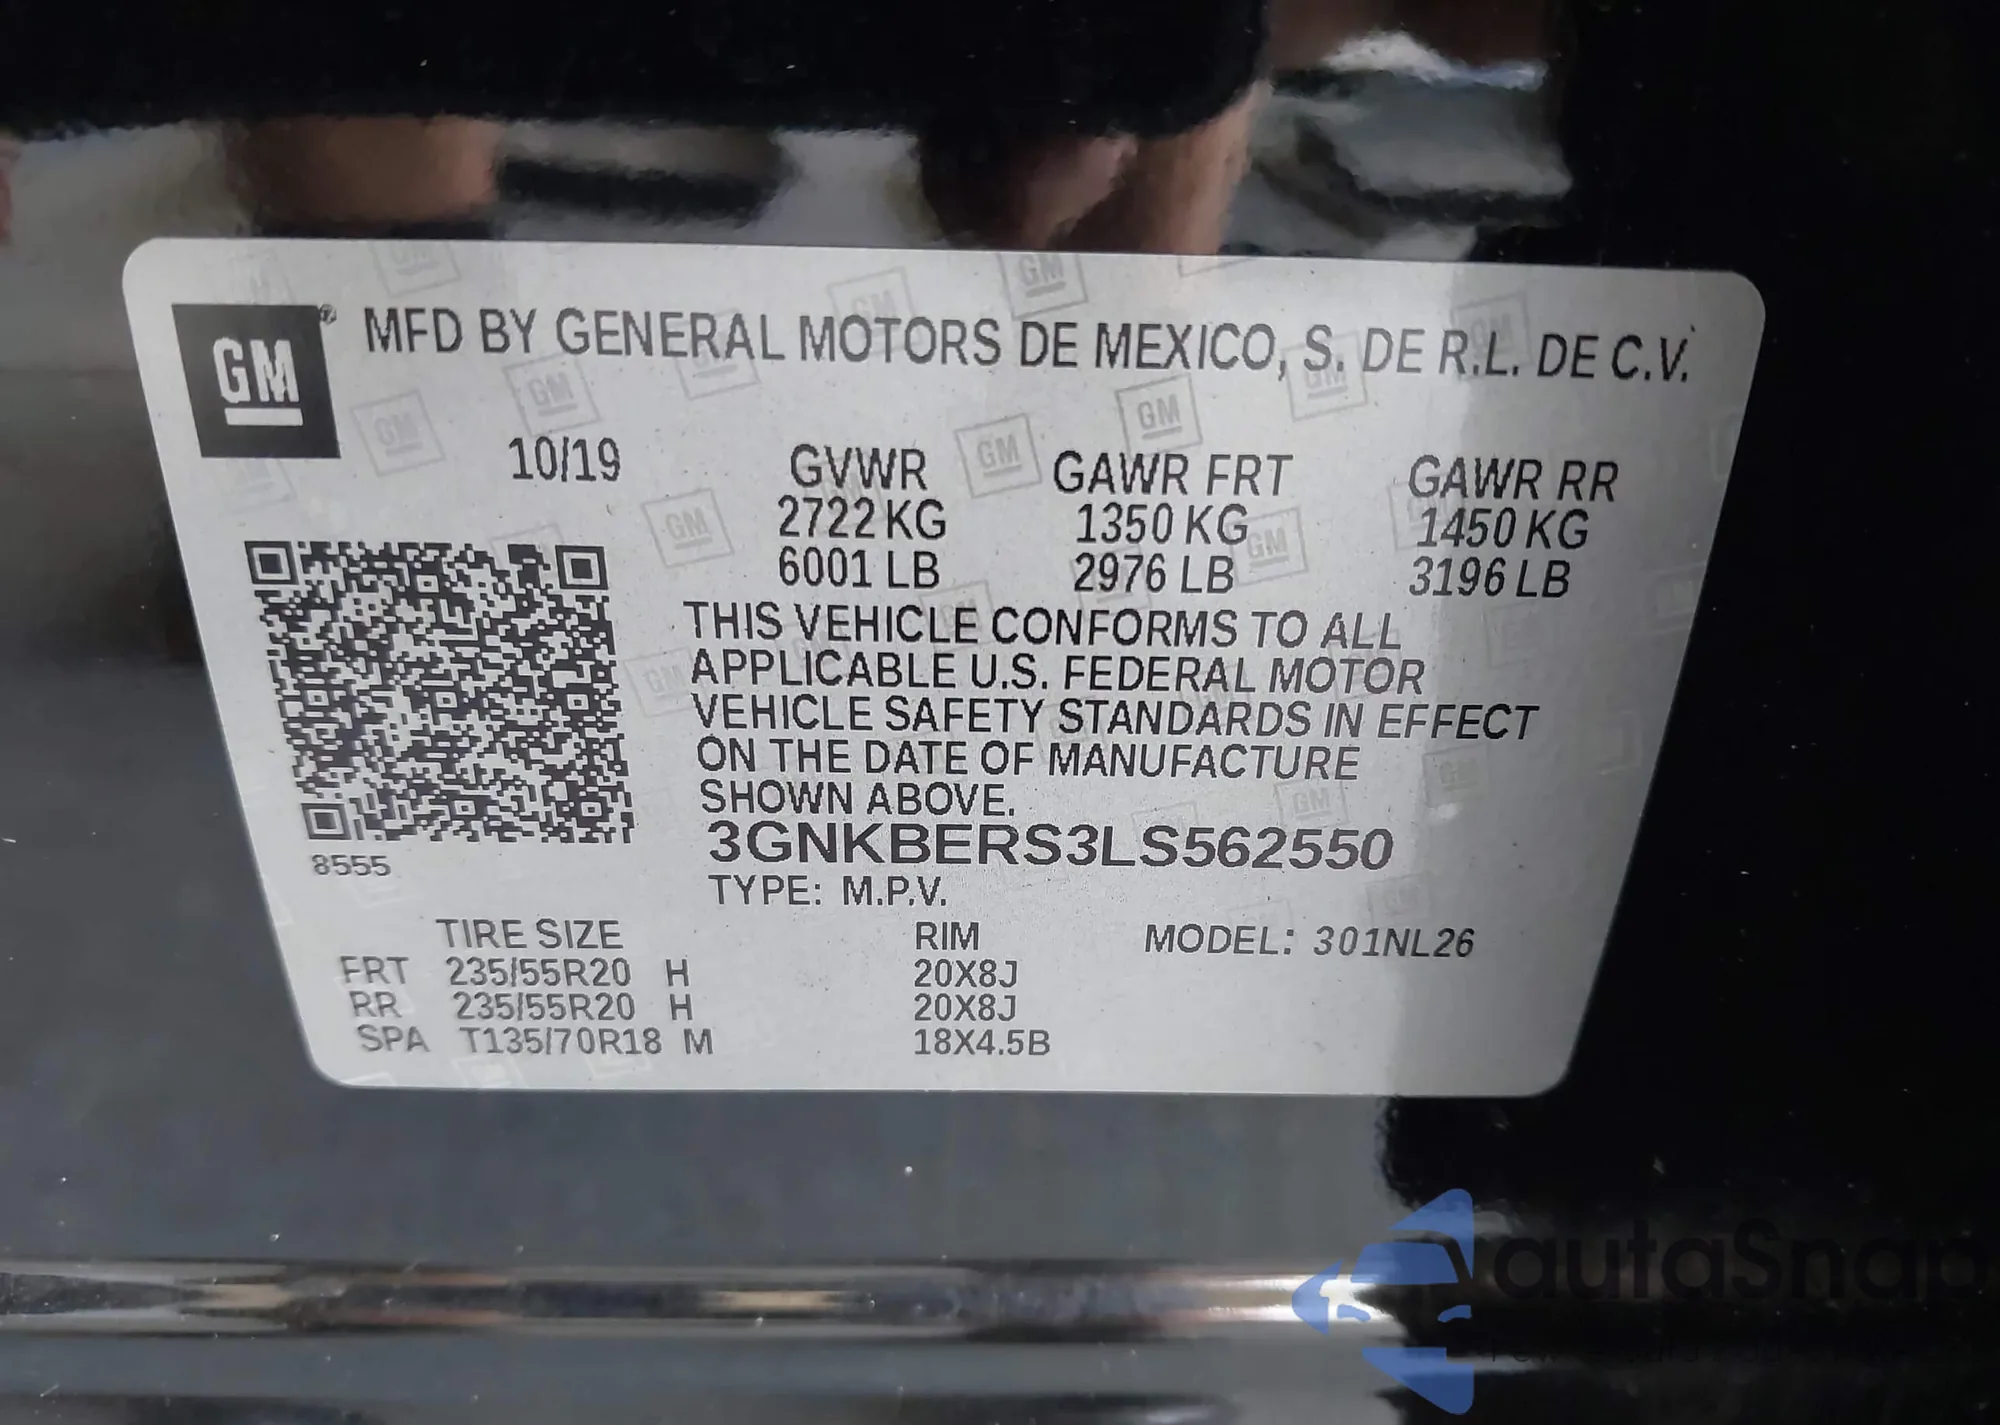 GM ® MFD BY GENERAL MOTORS DE MEXICO, S. DE R.L. DE C.V.
10/19 GVWR GAWR FRT GAWR RR
2722 KG 1350 KG 1450 KG
6001 LB 2976 LB 3196 LB
THIS VEHICLE CONFORMS TO ALL
APPLICABLE U.S. FEDERAL MOTOR
VEHICLE SAFETY STANDARDS IN EFFECT
ON THE DATE OF MANUFACTURE
SHOWN ABOVE.
3GNKBERS3LS562550
8555
TYPE: M.P.V.
TIRE SIZE RIM MODEL: 301NL26
FRT 235/55R20 H 20X8J
RR 235/55R20 H 20X8J
SPA T135/70R18 M 18X4.5B
autaSnap